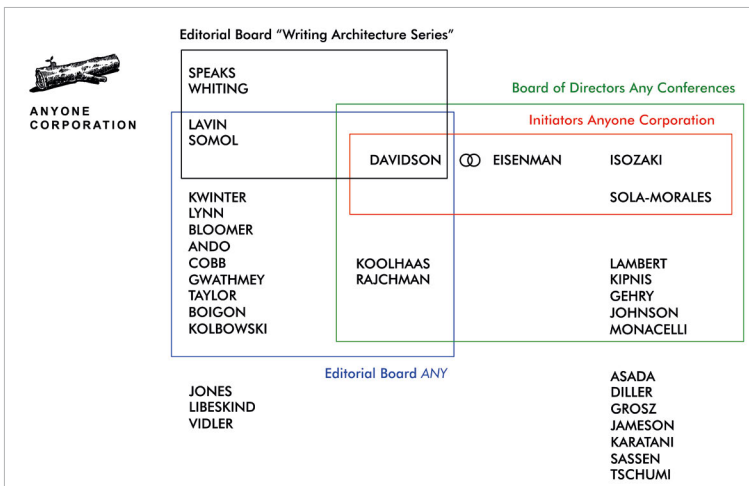 Editorial Board “Writing Architecture Series”
SPEAKS
WHITING
ANYONE
CORPORATION
Board of Directors Any Conferences
LAVIN
SOMOL
Initiators Anyone Corporation
DAVIDSON EISENMAN ISOZAKI
KWINTER SOLA-MORALES
LYNN
BLOOMER
ANDO
COBB KOOLHAAS LAMBERT
GWATHMEY RAJCHMAN KIPNIS
TAYLOR GEHRY
BOIGON JOHNSON
KOLBOWSKI MONACELLI
Editorial Board ANY
ASADA
JONES DILLER
LIBESKIND GROSZ
VIDLER JAMESON
KARATANI
SASSEN
TSCHUMI